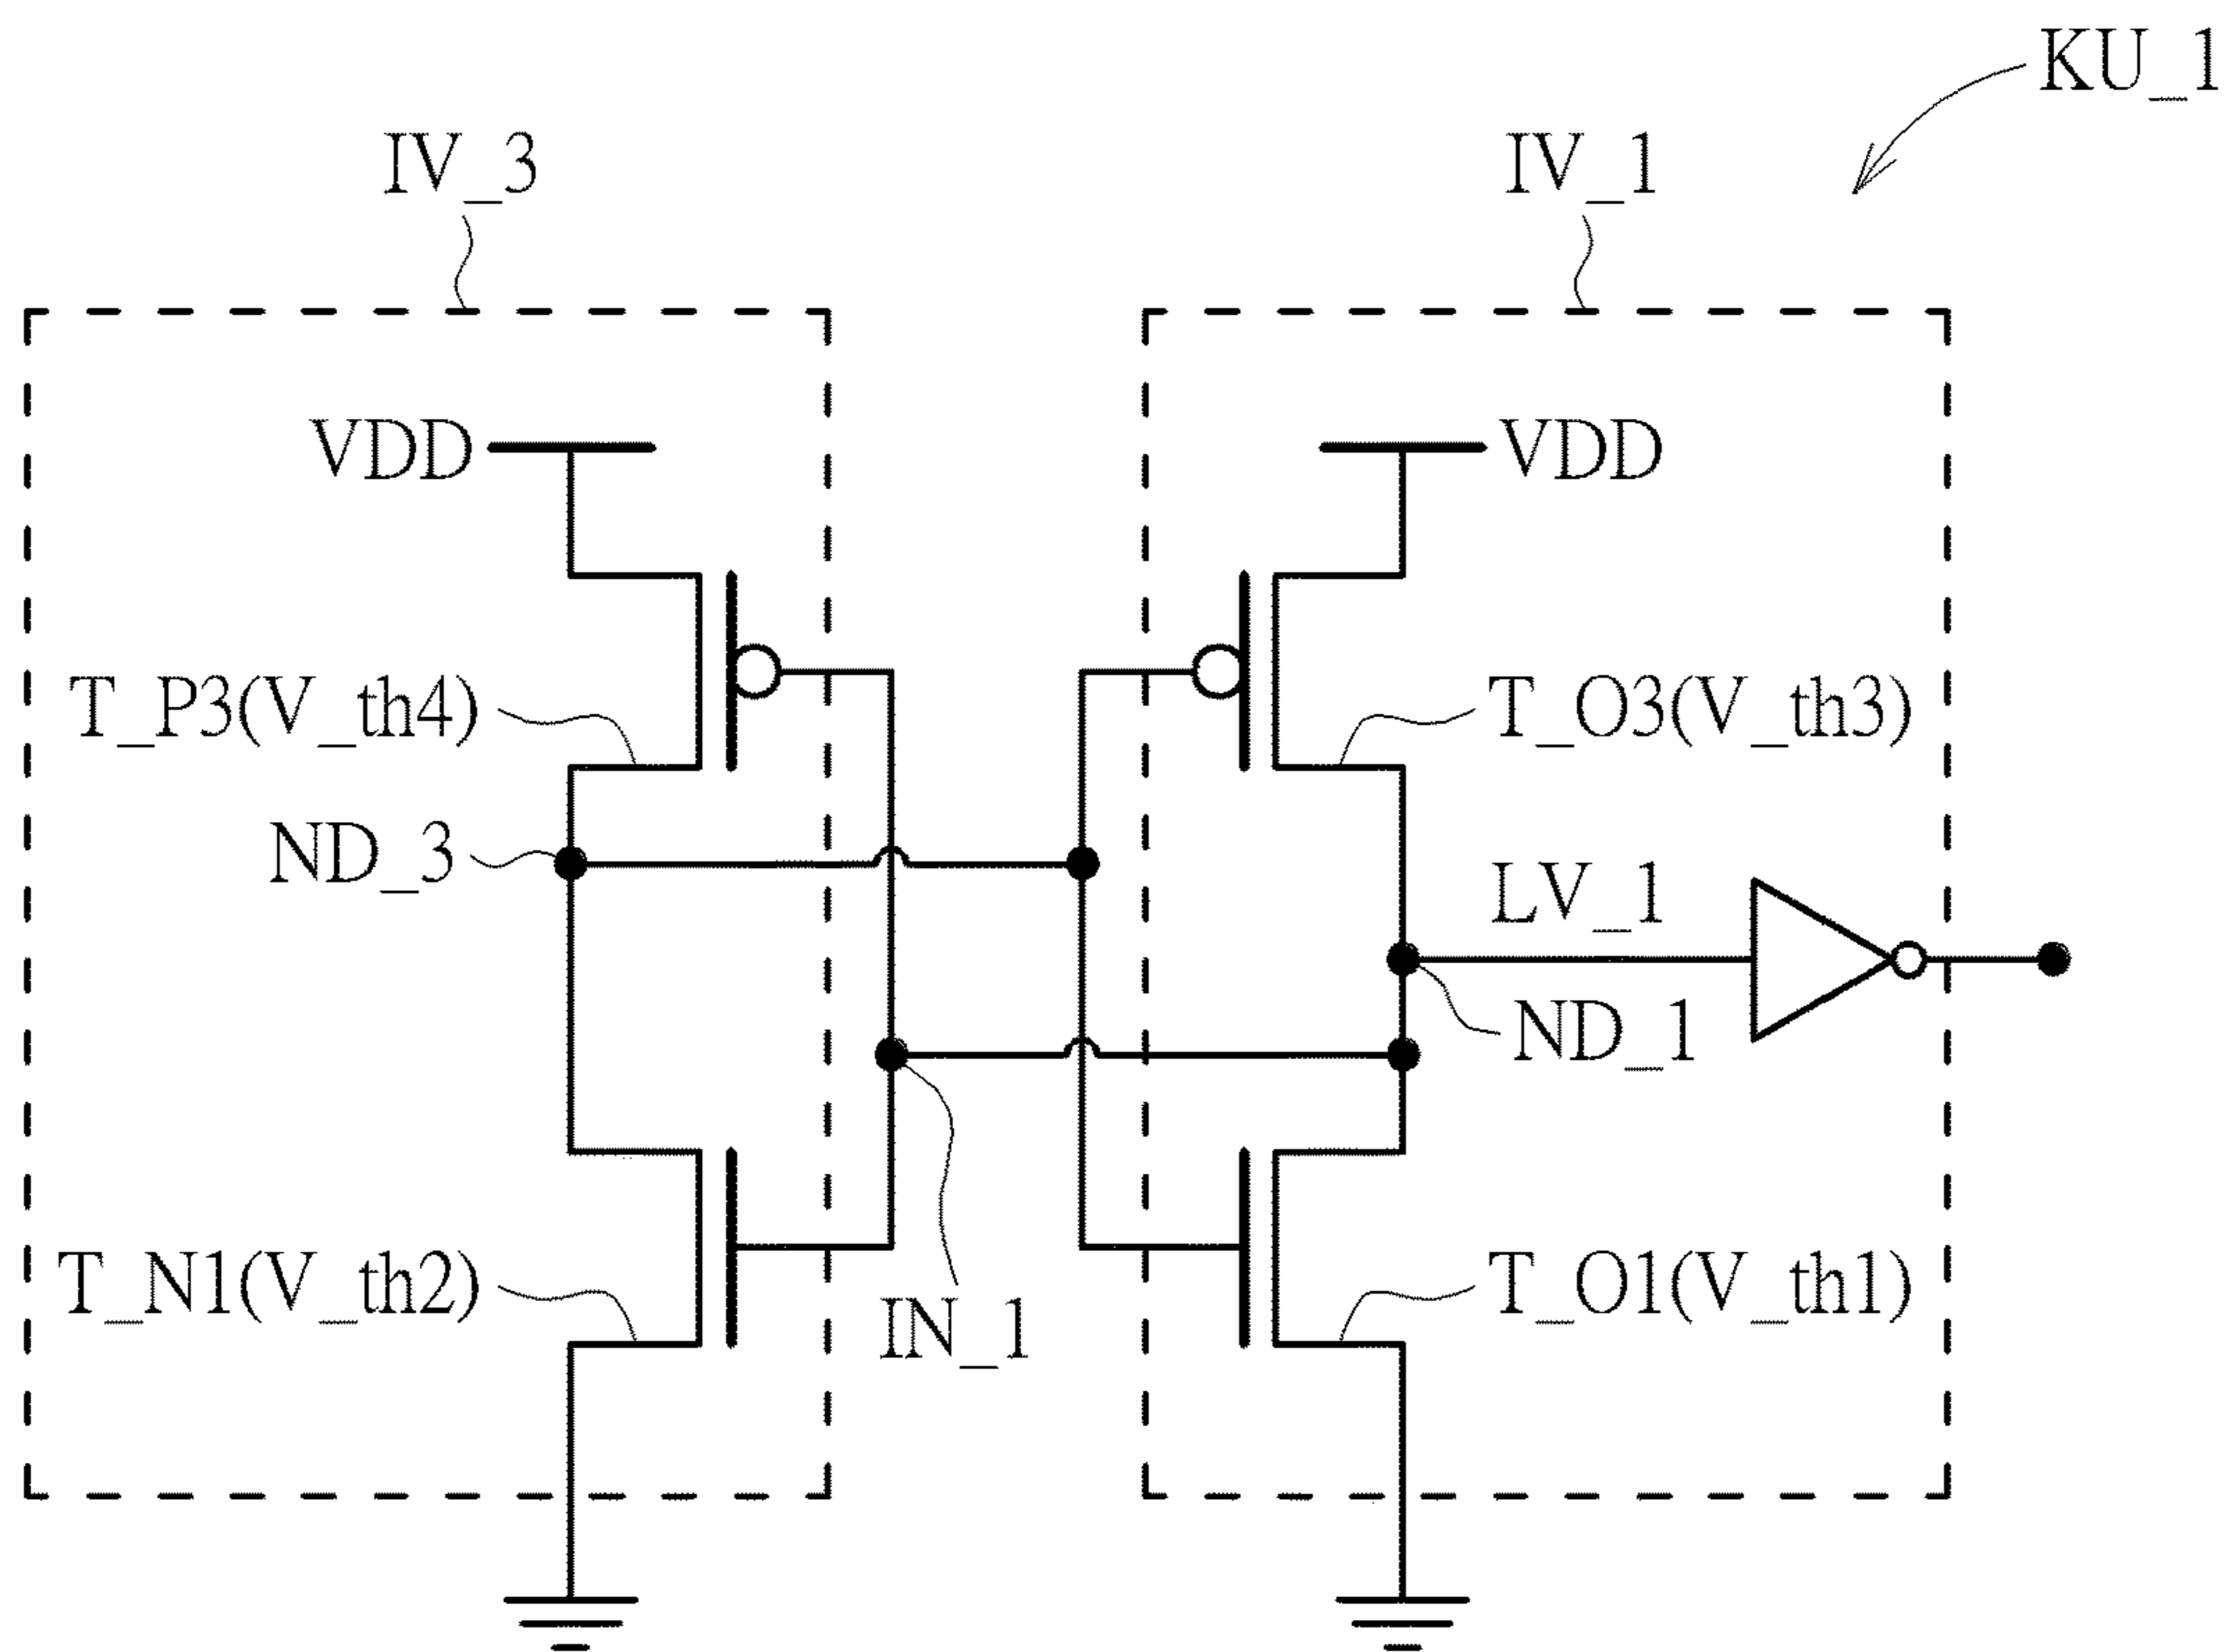 KU_1
IV_3
IV_1
VDD
VDD
T_P3(V_th4)
T_O3(V_th3)
ND_3
LV_1
ND_1
T_N1(V_th2)
IN_1
T_O1(V_th1)